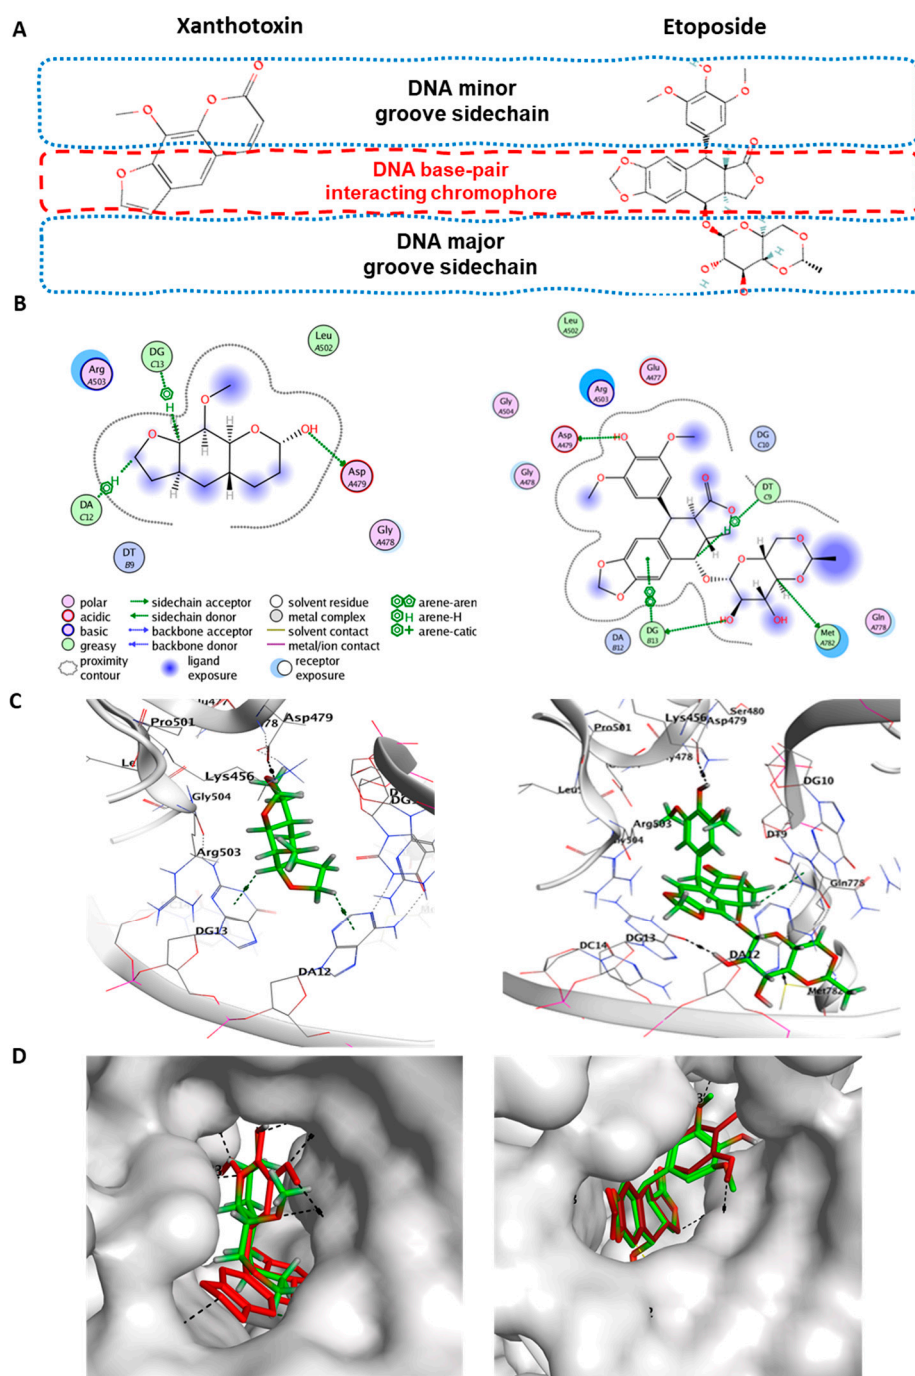 A
Xanthotoxin
Etoposide
DNA minor
groove sidechain
DNA base-pair
interacting chromophore
DNA major
groove sidechain
O
O
O
O
H
O
O
O
O
O
O
O
H
H
O
O
O
O
O
O
H
H
O
H
O
B
Arg
A503
DG
C13
Leu
A502
H
O
O
O
OH
H
H
H
H
H
DA
C12
Asp
A479
Gly
A478
DT
B9
Leu
A502
Glu
A477
Arg
A503
Gly
A504
Asp
A479
HO
O
O
DG
C10
Gly
A478
DT
C9
O
O
H
H
O
O
O
O
O
O
H
H
HO
OH
DA
B12
DG
B13
Met
A782
Gln
A778
polar
acidic
basic
greasy
proximity
contour
sidechain acceptor
sidechain donor
backbone acceptor
backbone donor
ligand
exposure
solvent residue
metal complex
solvent contact
metal/ion contact
receptor
exposure
arene-aren
H arene-H
+ arene-catic
C
Pro501
Asp479
Lys456
Gly504
Arg503
DG13
DA12
Pro501
Lys456
Ser480
Asp479
DG10
Arg503
DT9
Gln778
DC14
DG13
DA12
Met782
D